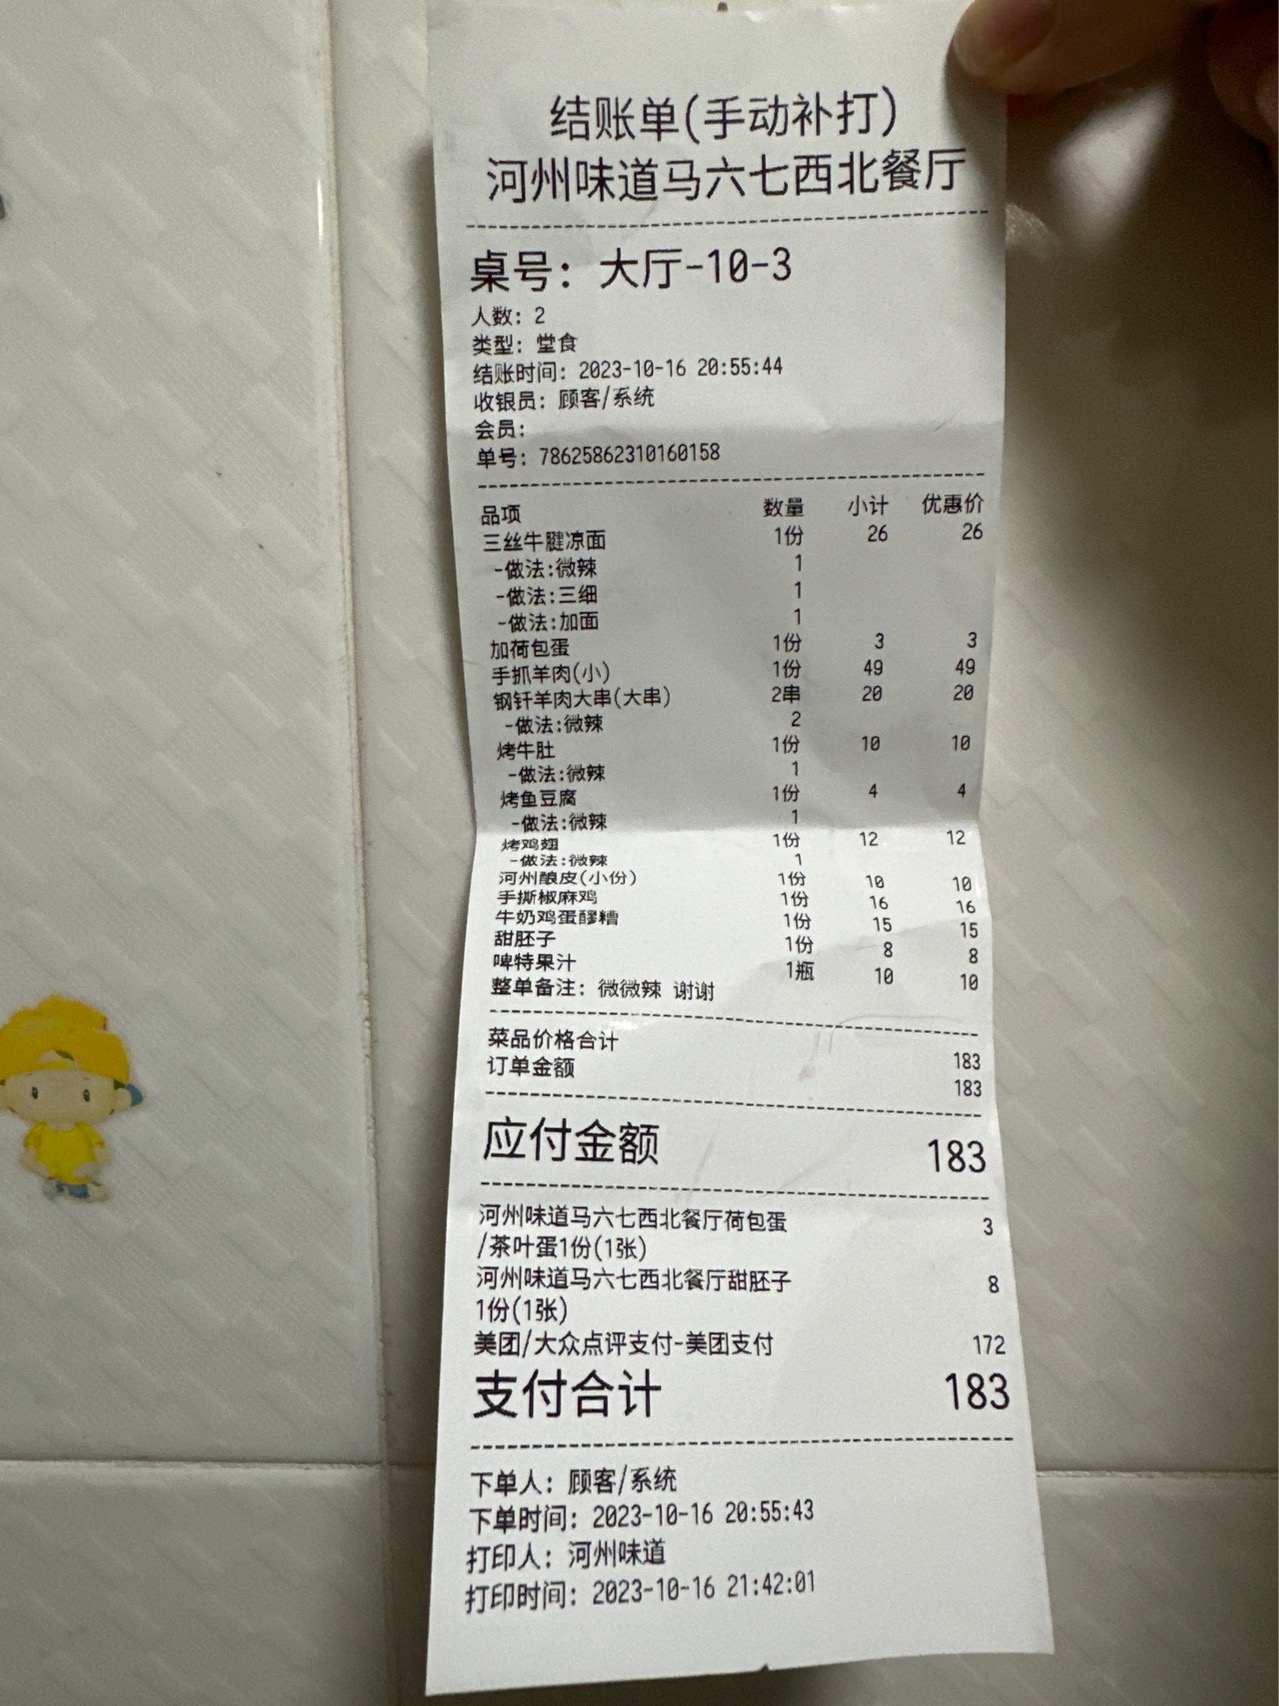 结账单(手动补打)
河州味道马六七西北餐厅
桌号: 大厅-10-3
人数: 2
类型: 堂食
结账时间: 2023-10-16 20:55:44
收银员: 顾客/系统
会员:
单号: 78625862310160158
品项 数量 小计 优惠价
三丝牛腱凉面 1份 26 26
-做法:微辣 1
-做法:三细 1
-做法:加面 1
加荷包蛋 1份 3 3
手抓羊肉(小) 1份 49 49
钢钎羊肉大串(大串) 2串 20 20
-做法:微辣 2
烤牛肚 1份 10 10
-做法:微辣 1
烤鱼豆腐 1份 4 4
-做法:微辣 1
烤鸡翅 1份 12 12
-做法:微辣 1
河州酿皮(小份) 1份 10 10
手撕椒麻鸡 1份 16 16
牛奶鸡蛋醪糟 1份 15 15
甜胚子 1份 8 8
啤特果汁 1瓶 10 10
整单备注: 微微辣 谢谢
菜品价格合计 183
订单金额 183
应付金额 183
河州味道马六七西北餐厅荷包蛋 3
/茶叶蛋1份(1张)
河州味道马六七西北餐厅甜胚子 8
1份(1张)
美团/大众点评支付-美团支付 172
支付合计 183
下单人: 顾客/系统
下单时间: 2023-10-16 20:55:43
打印人: 河州味道
打印时间: 2023-10-16 21:42:01